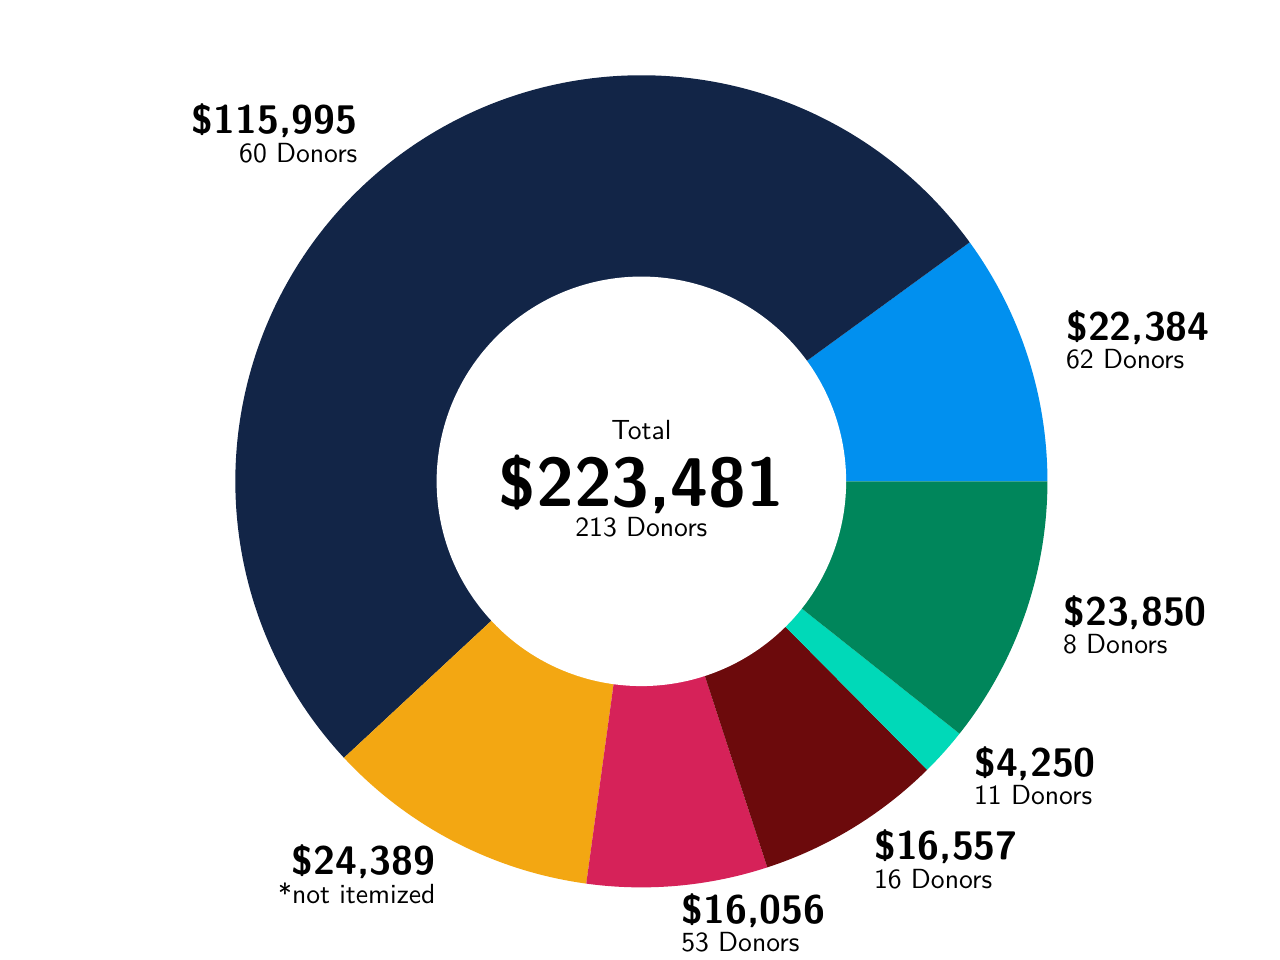 $115,995
60 Donors
$22,384
62 Donors
Total
$223,481
213 Donors
$23,850
8 Donors
$4,250
11 Donors
$16,557
16 Donors
$24,389
*not itemized
$16,056
53 Donors